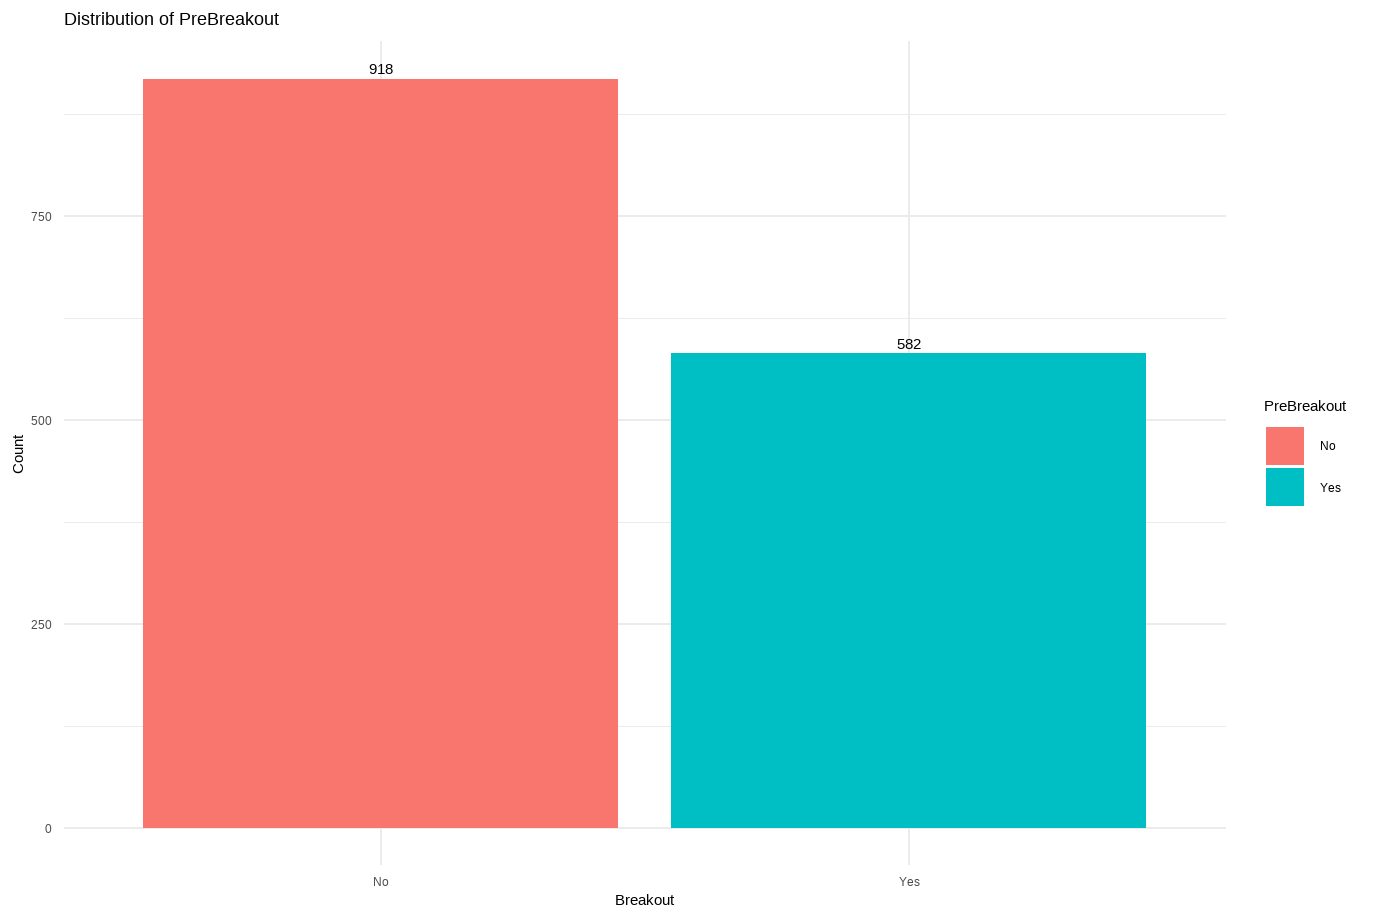 Distribution of PreBreakout
918
582
750
500
250
0
Count
No
Yes
Breakout
PreBreakout
No
Yes